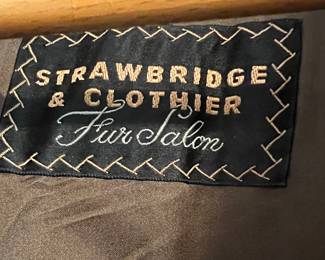 STRAWBRIDGE
& CLOTHIER
Fur Salon